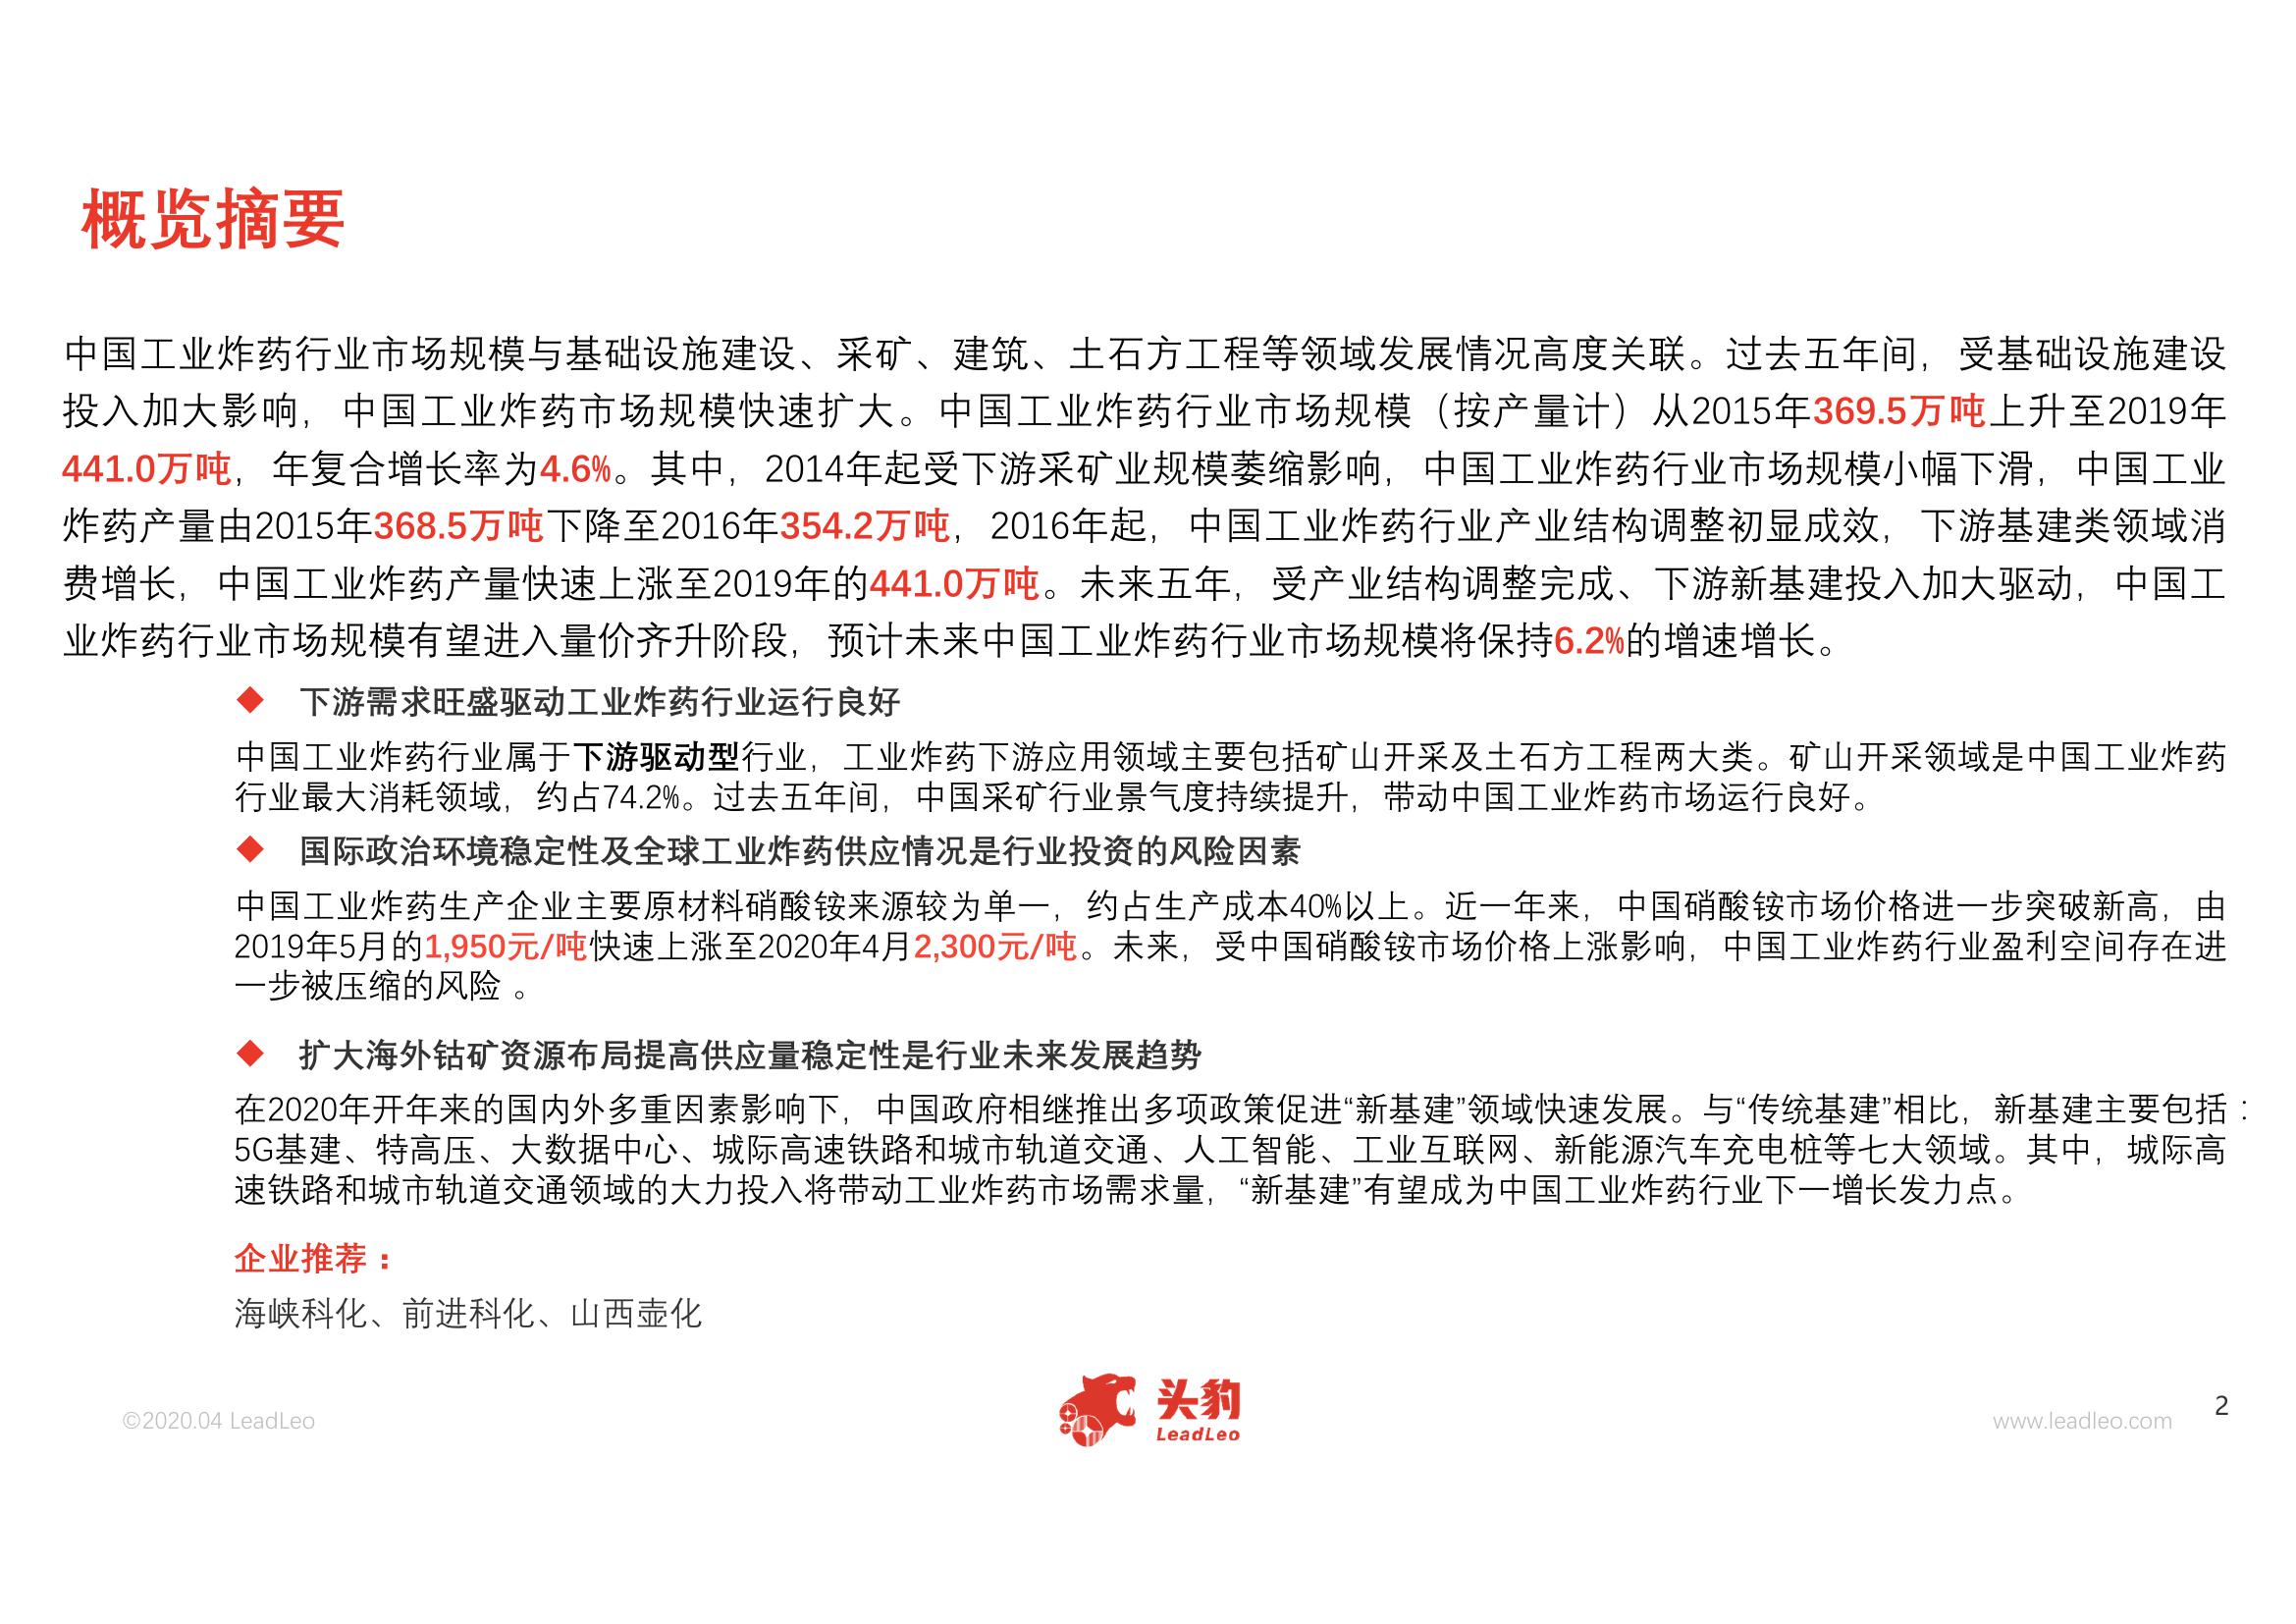 概览摘要
中国工业炸药行业市场规模与基础设施建设、采矿、建筑、土石方工程等领域发展情况高度关联。过去五年间，受基础设施建设
投入加大影响，中国工业炸药市场规模快速扩大。中国工业炸药行业市场规模（按产量计）从2015年369.5万吨上升至2019年
441.0万吨，年复合增长率为4.6%。其中，2014年起受下游采矿业规模萎缩影响，中国工业炸药行业市场规模小幅下滑，中国工业
炸药产量由2015年368.5万吨下降至2016年354.2万吨，2016年起，中国工业炸药行业产业结构调整初显成效，下游基建类领域消
费增长，中国工业炸药产量快速上涨至2019年的441.0万吨。未来五年，受产业结构调整完成、下游新基建投入加大驱动，中国工
业炸药行业市场规模有望进入量价齐升阶段，预计未来中国工业炸药行业市场规模将保持6.2%的增速增长。
◆ 下游需求旺盛驱动工业炸药行业运行良好
中国工业炸药行业属于下游驱动型行业，工业炸药下游应用领域主要包括矿山开采及土石方工程两大类。矿山开采领域是中国工业炸药
行业最大消耗领域，约占74.2%。过去五年间，中国采矿行业景气度持续提升，带动中国工业炸药市场运行良好。
◆ 国际政治环境稳定性及全球工业炸药供应情况是行业投资的风险因素
中国工业炸药生产企业主要原材料硝酸铵来源较为单一，约占生产成本40%以上。近一年来，中国硝酸铵市场价格进一步突破新高，由
2019年5月的1,950元/吨快速上涨至2020年4月2,300元/吨。未来，受中国硝酸铵市场价格上涨影响，中国工业炸药行业盈利空间存在进
一步被压缩的风险 。
◆ 扩大海外钴矿资源布局提高供应量稳定性是行业未来发展趋势
在2020年开年来的国内外多重因素影响下，中国政府相继推出多项政策促进“新基建”领域快速发展。与“传统基建”相比，新基建主要包括：
5G基建、特高压、大数据中心、城际高速铁路和城市轨道交通、人工智能、工业互联网、新能源汽车充电桩等七大领域。其中，城际高
速铁路和城市轨道交通领域的大力投入将带动工业炸药市场需求量，“新基建”有望成为中国工业炸药行业下一增长发力点。
企业推荐：
海峡科化、前进科化、山西壶化
©2020.04 LeadLeo
头豹
LeadLeo
www.leadleo.com
2